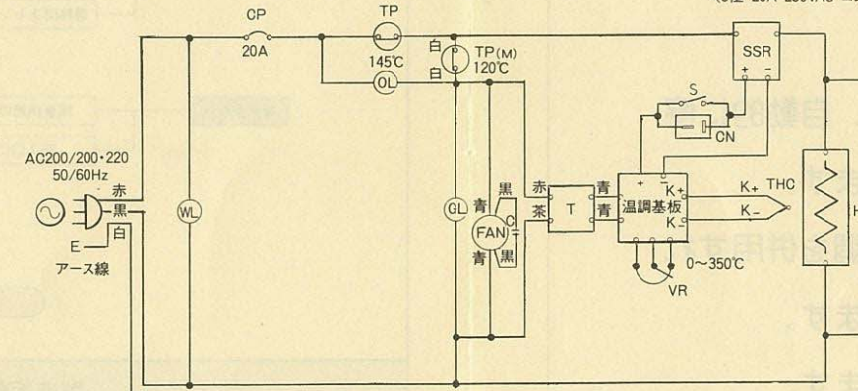 CP
20A
TP
145℃
OL
白
白
TP(M)
120℃
SSR
+ −
S
CN
AC200/200・220
50/60Hz
赤
黒
白
E
アース線
WL
GL
青
黒
FAN
C
青
黒
赤
茶
T
青
青
+ −
温調基板
K+
K−
K+
K−
THC
0〜350℃
VR
H